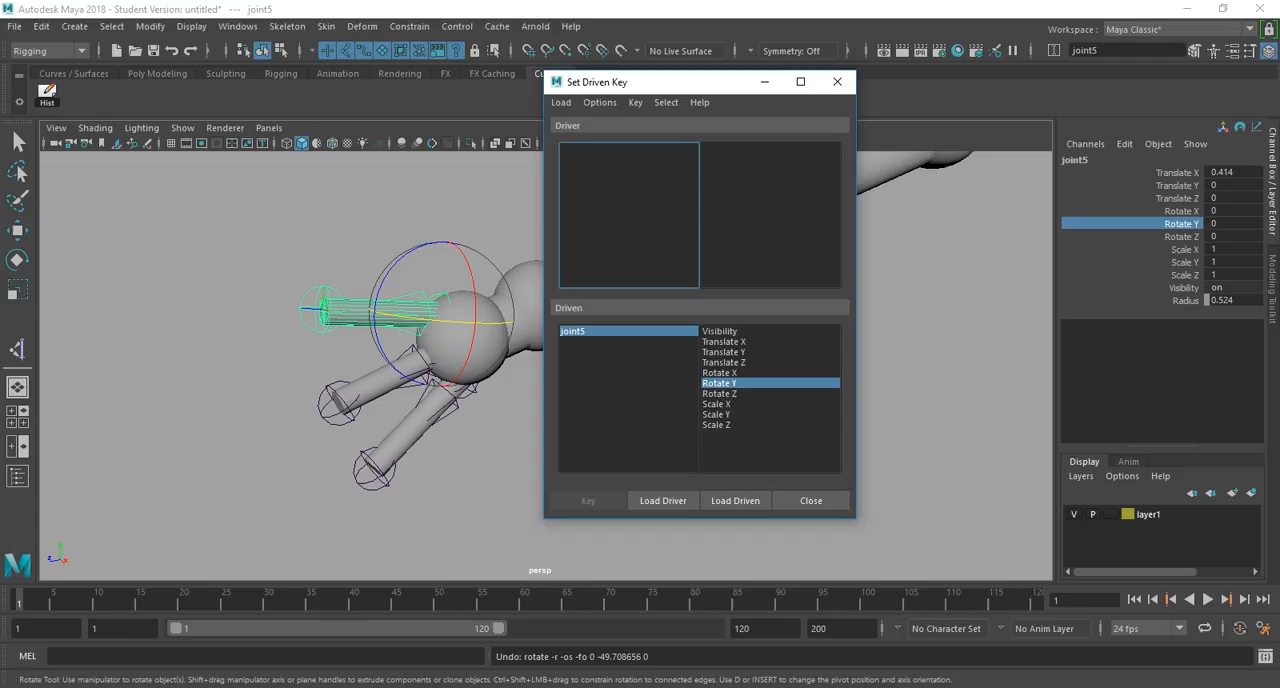 Autodesk Maya 2018 - Student Version: untitled* --- joint5
File Edit Create Select Modify Display Windows Skeleton Skin Deform Constrain Control Cache Arnold Help
Workspace : Maya Classic*
Rigging No Live Surface Symmetry: Off joint5
Curves / Surfaces Poly Modeling Sculpting Rigging Animation Rendering FX FX Caching Cu
Hist
Set Driven Key
Load Options Key Select Help
Driver
Driven
joint5
Visibility
Translate X
Translate Y
Translate Z
Rotate X
Rotate Y
Rotate Z
Scale X
Scale Y
Scale Z
Key Load Driver Load Driven Close
View Shading Lighting Show Renderer Panels
persp
Channels Edit Object Show
joint5
Translate X 0.414
Translate Y 0
Translate Z 0
Rotate X 0
Rotate Y 0
Rotate Z 0
Scale X 1
Scale Y 1
Scale Z 1
Visibility on
Radius 0.524
Channel Box / Layer Editor
Modeling Toolkit
Display Anim
Layers Options Help
V P layer1
z y x
1 5 10 15 20 25 30 35 40 45 50 55 60 65 70 75 80 85 90 95 100 105 110 115 120 1
1 1 1 120 120 200 No Character Set No Anim Layer 24 fps
MEL Undo: rotate -r -os -fo 0 -49.708656 0
Rotate Tool: Use manipulator to rotate object(s). Shift+drag manipulator axis or plane handles to extrude components or clone objects. Ctrl+Shift+LMB+drag to constrain rotation to connected edges. Use D or INSERT to change the pivot position and axis orientation.